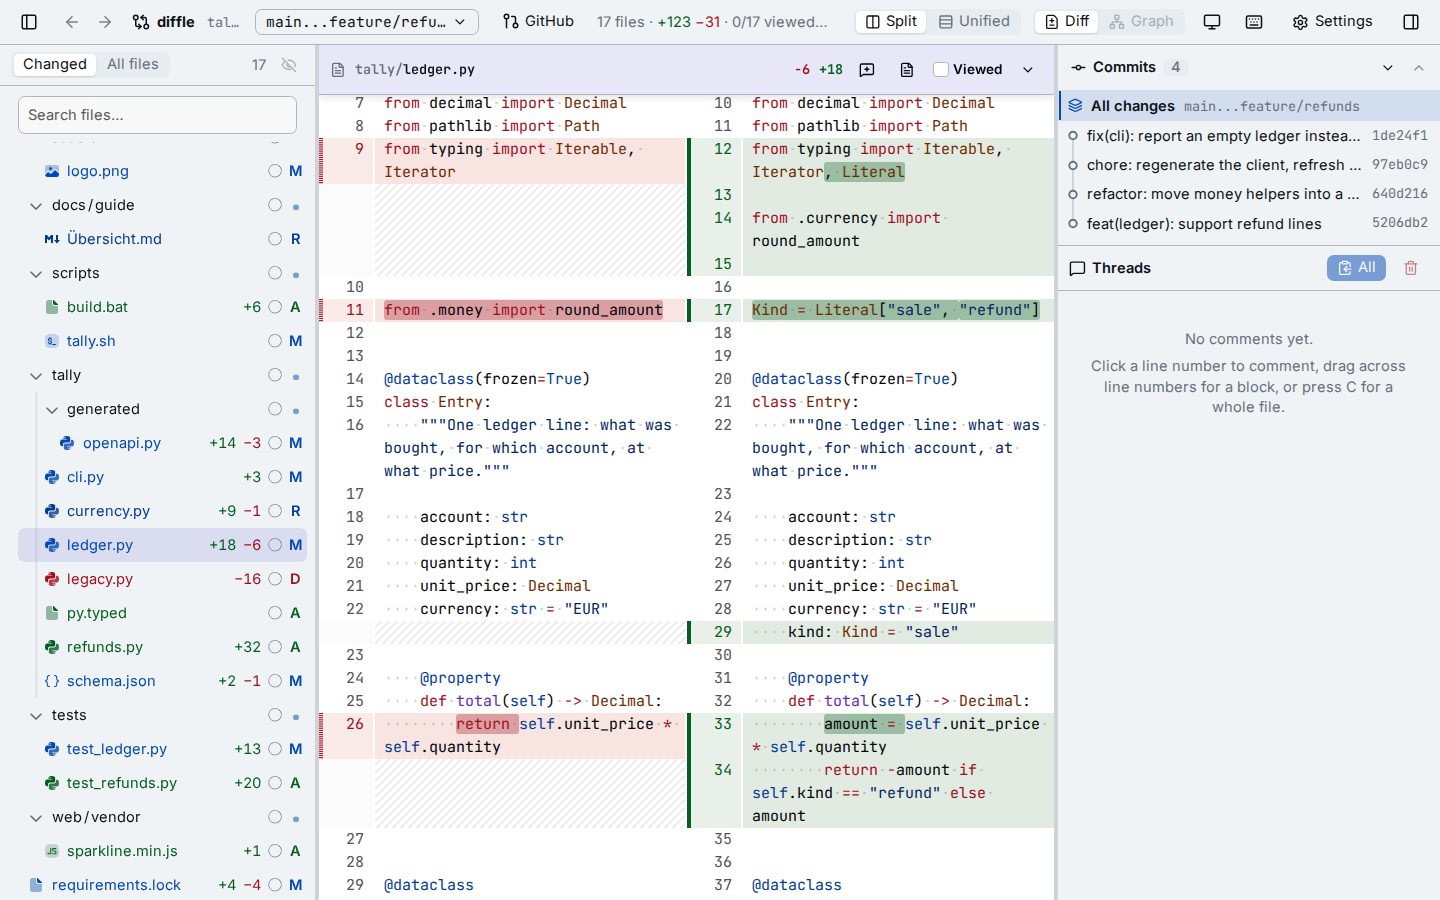 diffle tal… main...feature/refu… GitHub 17 files · +123 −31 · 0/17 viewed… Split Unified Diff Graph Settings
Changed All files 17
Search files...
logo.png M
docs/guide
Übersicht.md R
scripts
build.bat +6 A
tally.sh M
tally
generated
openapi.py +14 −3 M
cli.py +3 M
currency.py +9 −1 R
ledger.py +18 −6 M
legacy.py −16 D
py.typed A
refunds.py +32 A
schema.json +2 −1 M
tests
test_ledger.py +13 M
test_refunds.py +20 A
web/vendor
sparkline.min.js +1 A
requirements.lock +4 −4 M
tally/ledger.py -6 +18 Viewed
7 from decimal import Decimal
8 from pathlib import Path
9 from typing import Iterable,
Iterator
10
11 from .money import round_amount
12
13
14 @dataclass(frozen=True)
15 class Entry:
16 """One ledger line: what was
bought, for which account, at
what price."""
17
18 account: str
19 description: str
20 quantity: int
21 unit_price: Decimal
22 currency: str = "EUR"
23
24 @property
25 def total(self) -> Decimal:
26 return self.unit_price *
self.quantity
27
28
29 @dataclass
10 from decimal import Decimal
11 from pathlib import Path
12 from typing import Iterable,
Iterator, Literal
13
14 from .currency import
round_amount
15
16
17 Kind = Literal["sale", "refund"]
18
19
20 @dataclass(frozen=True)
21 class Entry:
22 """One ledger line: what was
bought, for which account, at
what price."""
23
24 account: str
25 description: str
26 quantity: int
27 unit_price: Decimal
28 currency: str = "EUR"
29 kind: Kind = "sale"
30
31 @property
32 def total(self) -> Decimal:
33 amount = self.unit_price
* self.quantity
34 return -amount if
self.kind == "refund" else
amount
35
36
37 @dataclass
Commits 4
All changes main...feature/refunds
fix(cli): report an empty ledger instea… 1de24f1
chore: regenerate the client, refresh … 97eb0c9
refactor: move money helpers into a … 640d216
feat(ledger): support refund lines 5206db2
Threads All
No comments yet.
Click a line number to comment, drag across
line numbers for a block, or press C for a
whole file.